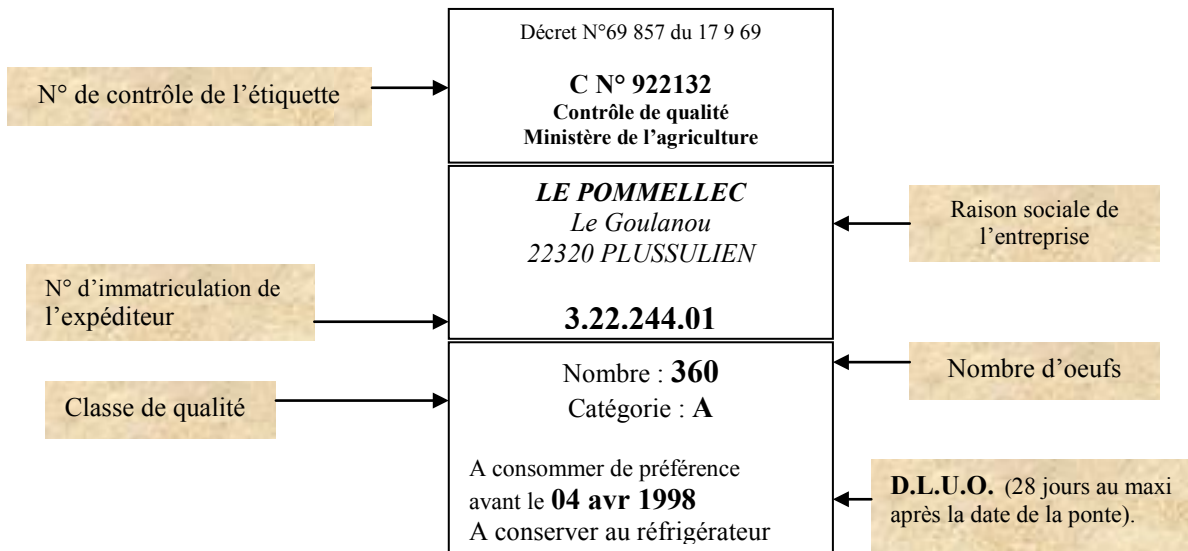 Décret N°69 857 du 17 9 69
N° de contrôle de l'étiquette
C N° 922132
Contrôle de qualité
Ministère de l'agriculture
LE POMMELLEC
Le Goulanou
22320 PLUSSULIEN
Raison sociale de
l'entreprise
N° d'immatriculation de
l'expéditeur
3.22.244.01
Nombre : 360
Catégorie : A
Nombre d'oeufs
Classe de qualité
A consommer de préférence
avant le 04 avr 1998
A conserver au réfrigérateur
D.L.U.O. (28 jours au maxi
après la date de la ponte).